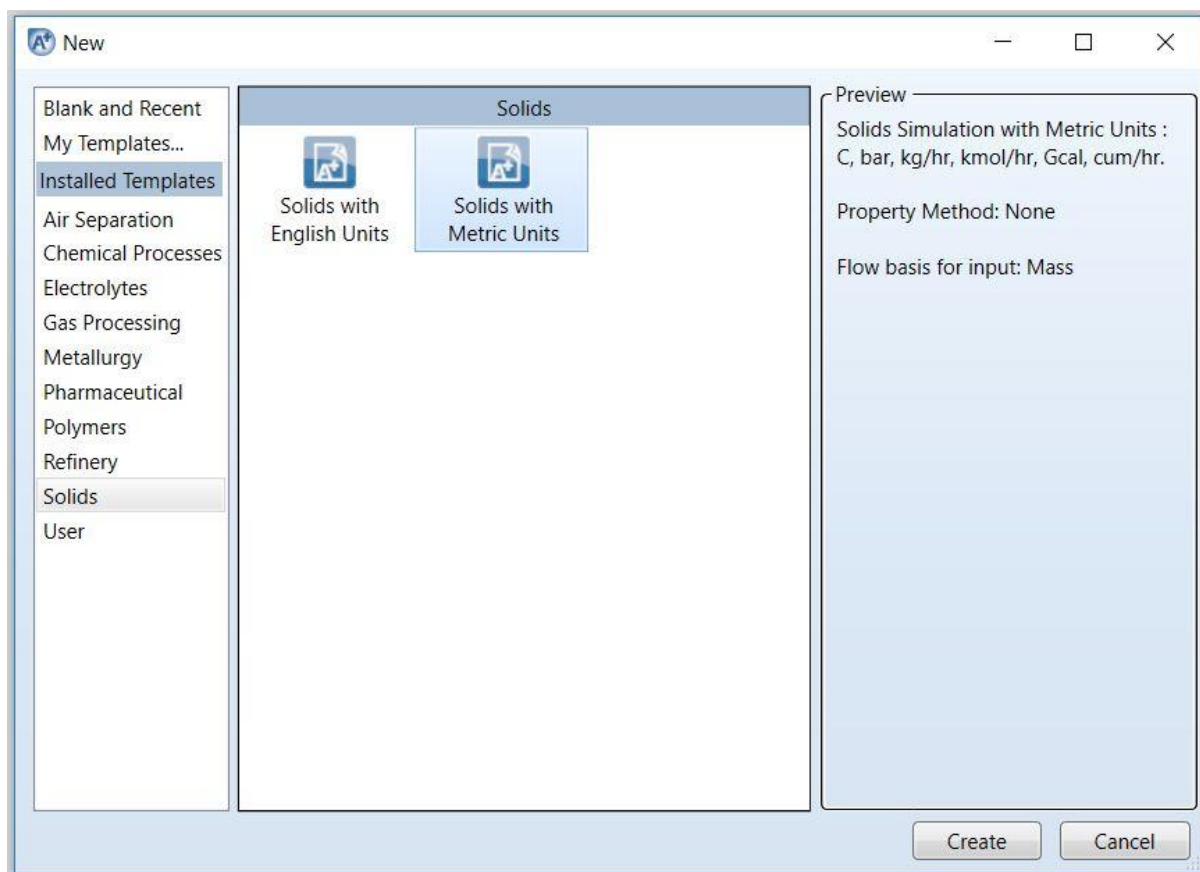 New
Blank and Recent
My Templates...
Installed Templates
Air Separation
Chemical Processes
Electrolytes
Gas Processing
Metallurgy
Pharmaceutical
Polymers
Refinery
Solids
User
Solids
Solids with
English Units
Solids with
Metric Units
Preview
Solids Simulation with Metric Units :
C, bar, kg/hr, kmol/hr, Gcal, cum/hr.
Property Method: None
Flow basis for input: Mass
Create
Cancel